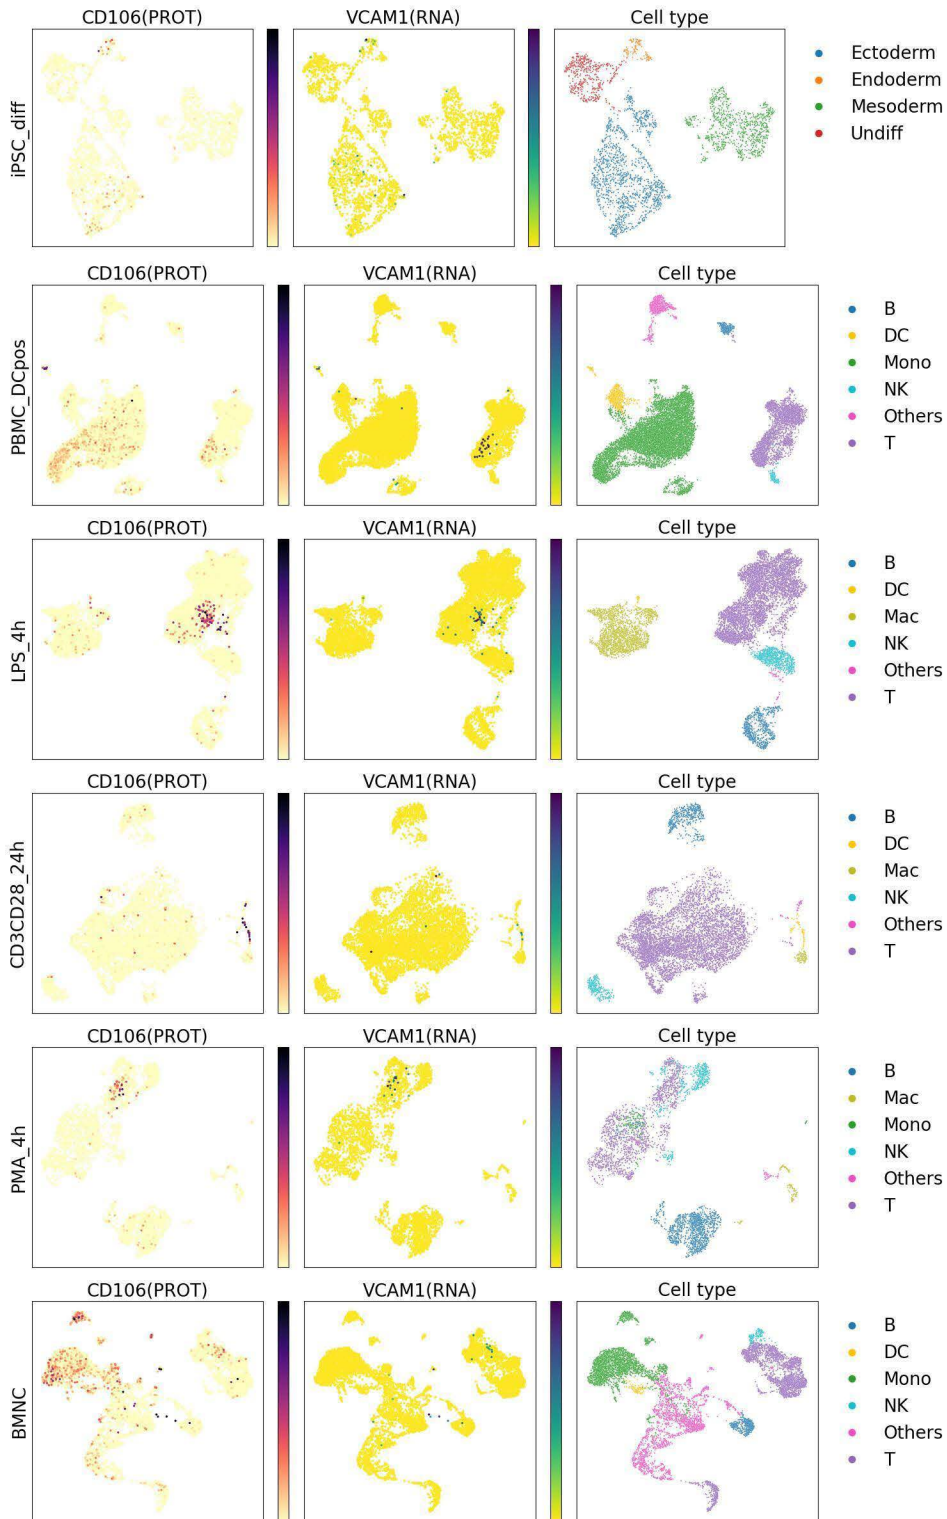 CD106(PROT) VCAM1(RNA) Cell type
iPSC_diff
Ectoderm
Endoderm
Mesoderm
Undiff
CD106(PROT) VCAM1(RNA) Cell type
PBMC_DCpos
B
DC
Mono
NK
Others
T
CD106(PROT) VCAM1(RNA) Cell type
LPS_4h
B
DC
Mac
NK
Others
T
CD106(PROT) VCAM1(RNA) Cell type
CD3CD28_24h
B
DC
Mac
NK
Others
T
CD106(PROT) VCAM1(RNA) Cell type
PMA_4h
B
Mac
Mono
NK
Others
T
CD106(PROT) VCAM1(RNA) Cell type
BMNC
B
DC
Mono
NK
Others
T